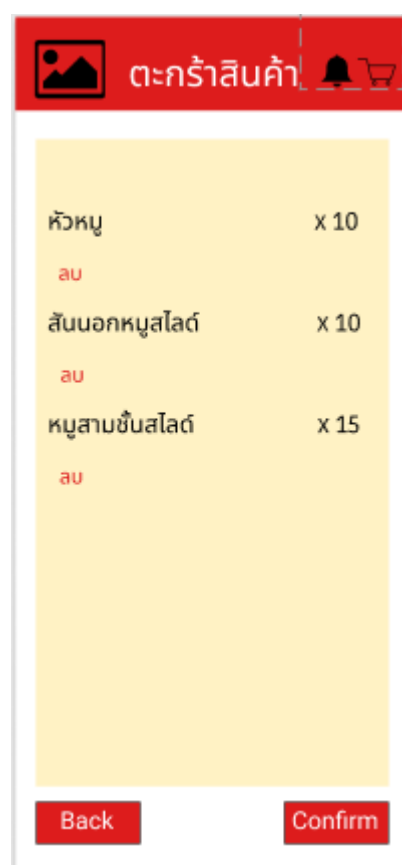 ตะกร้าสินค้า
หัวหมู x 10
ลบ
สันนอกหมูสไลด์ x 10
ลบ
หมูสามชั้นสไลด์ x 15
ลบ
Back Confirm